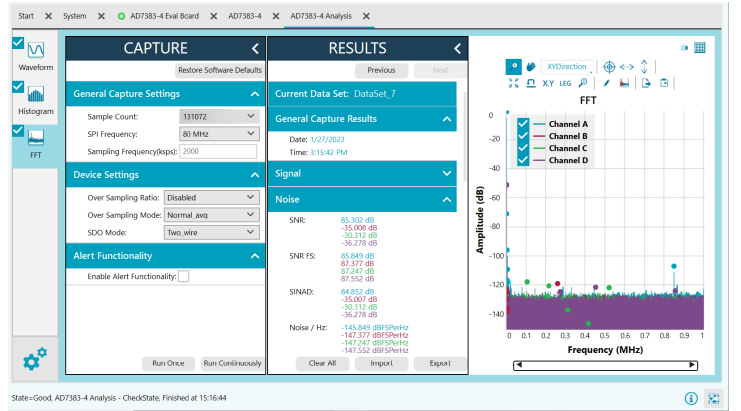 Start
System
AD7383-4 Eval Board
AD7383-4
AD7383-4 Analysis
Waveform
Histogram
FFT
CAPTURE
Restore Software Defaults
General Capture Settings
Sample Count: 131072
SPI Frequency: 80 MHz
Sampling Frequency(ksps): 2000
Device Settings
Over Sampling Ratio: Disabled
Over Sampling Mode: Normal_avg
SDO Mode: Two_wire
Alert Functionality
Enable Alert Functionality:
Run Once
Run Continuously
RESULTS
Previous
Next
Current Data Set: DataSet_7
General Capture Results
Date: 1/27/2023
Time: 3:15:42 PM
Signal
Noise
SNR: 85.302 dB
-35.008 dB
-30.312 dB
-36.278 dB
SNR FS: 85.849 dB
87.377 dB
87.247 dB
87.552 dB
SINAD: 84.852 dB
-35.007 dB
-30.312 dB
-36.278 dB
Noise / Hz: -145.849 dBFSPerHz
-147.377 dBFSPerHz
-147.247 dBFSPerHz
-147.552 dBFSPerHz
Clear All
Import
Export
XYDirection
X,Y
LEG
FFT
Channel A
Channel B
Channel C
Channel D
Amplitude (dB)
0
-20
-40
-60
-80
-100
-120
-140
0 0.1 0.2 0.3 0.4 0.5 0.6 0.7 0.8 0.9 1
Frequency (MHz)
State=Good, AD7383-4 Analysis - CheckState, Finished at 15:16:44